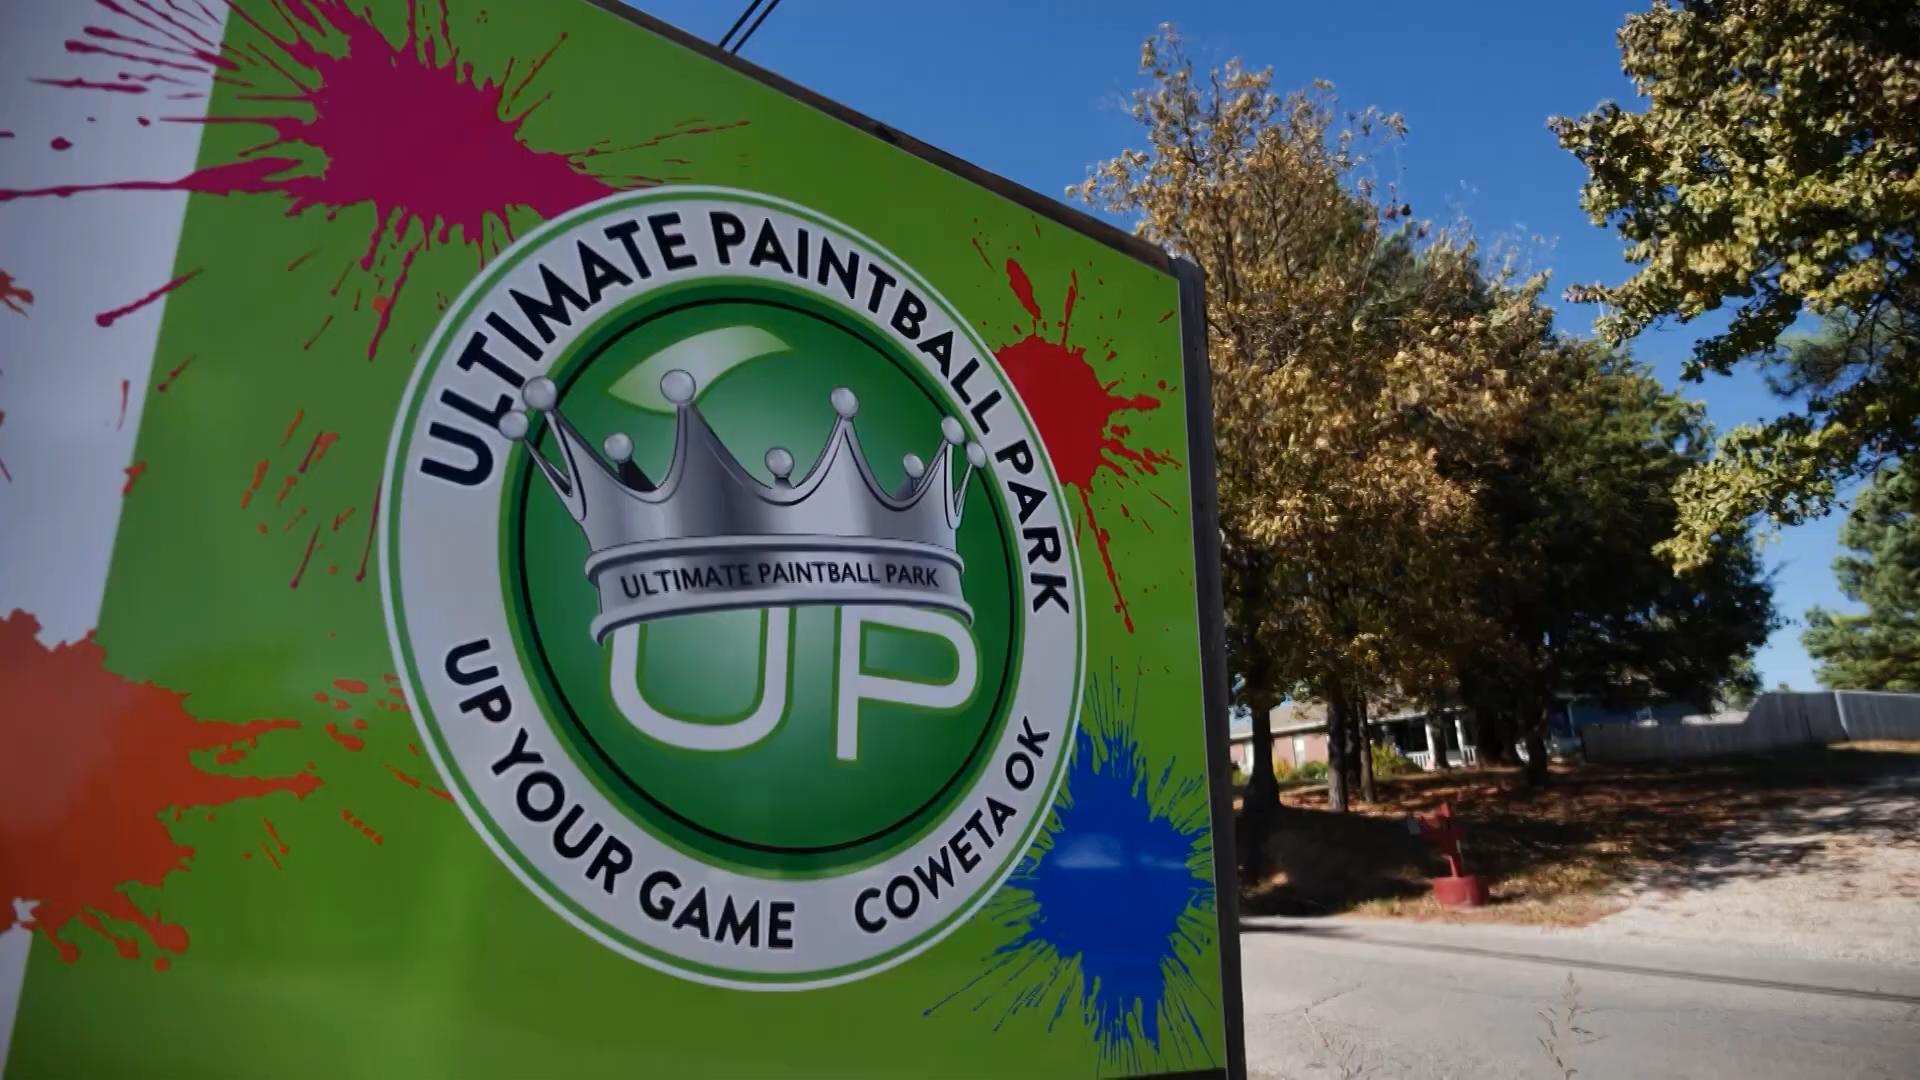 ULTIMATE PAINTBALL PARK
ULTIMATE PAINTBALL PARK
UP
UP YOUR GAME
COWETA OK